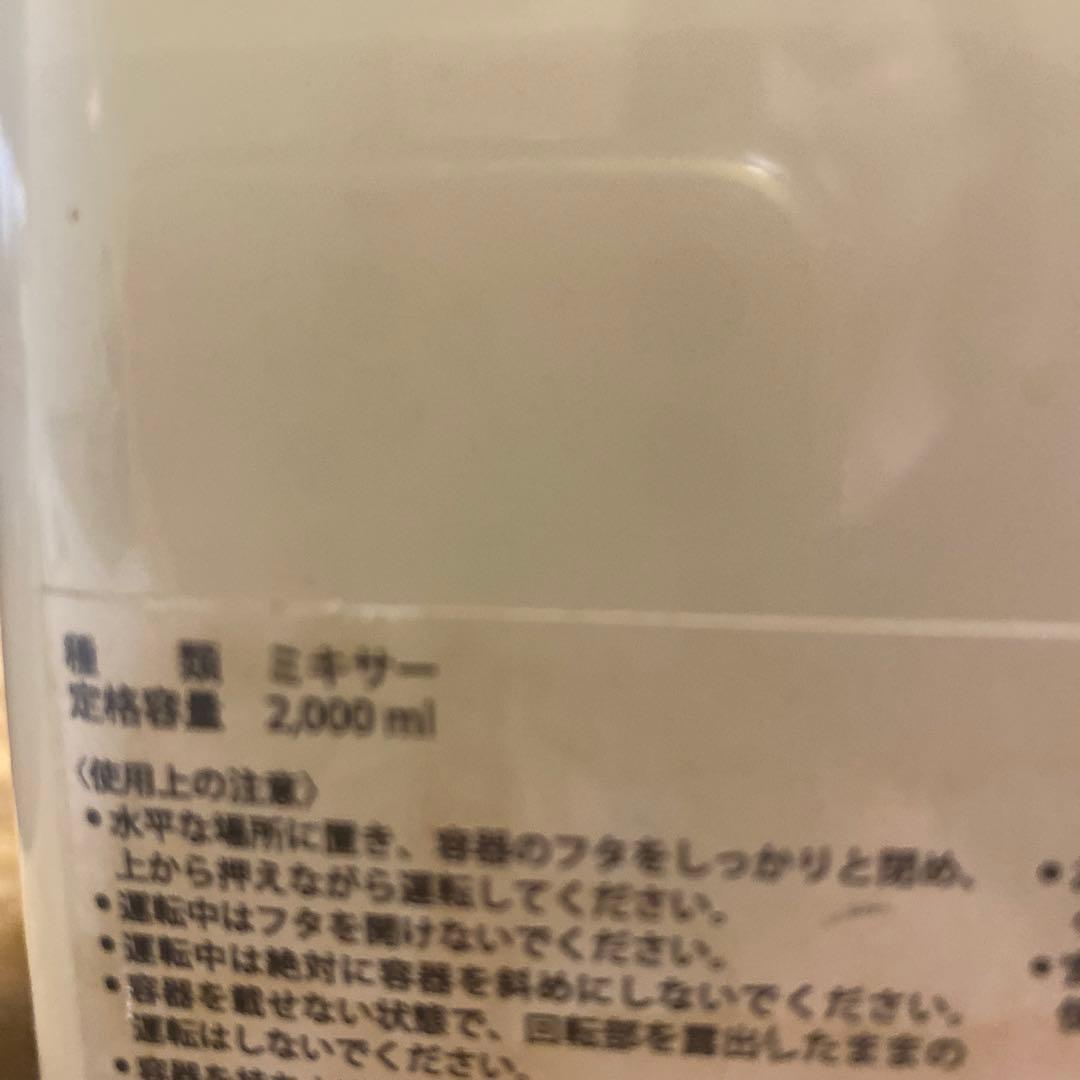 種　　類　ミキサー
定格容量　2,000 ml
〈使用上の注意〉
•水平な場所に置き、容器のフタをしっかりと閉め、
上から押えながら運転してください。
•運転中はフタを開けないでください。
•運転中は絶対に容器を斜めにしないでください。
•容器を載せない状態で、回転部を露出したままの
運転はしないでください。
•容器を